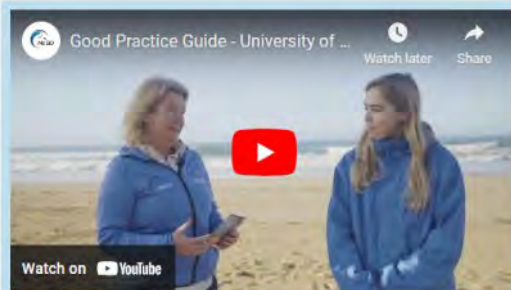 Good Practice Guide - University of ...
Watch later
Share
Watch on YouTube